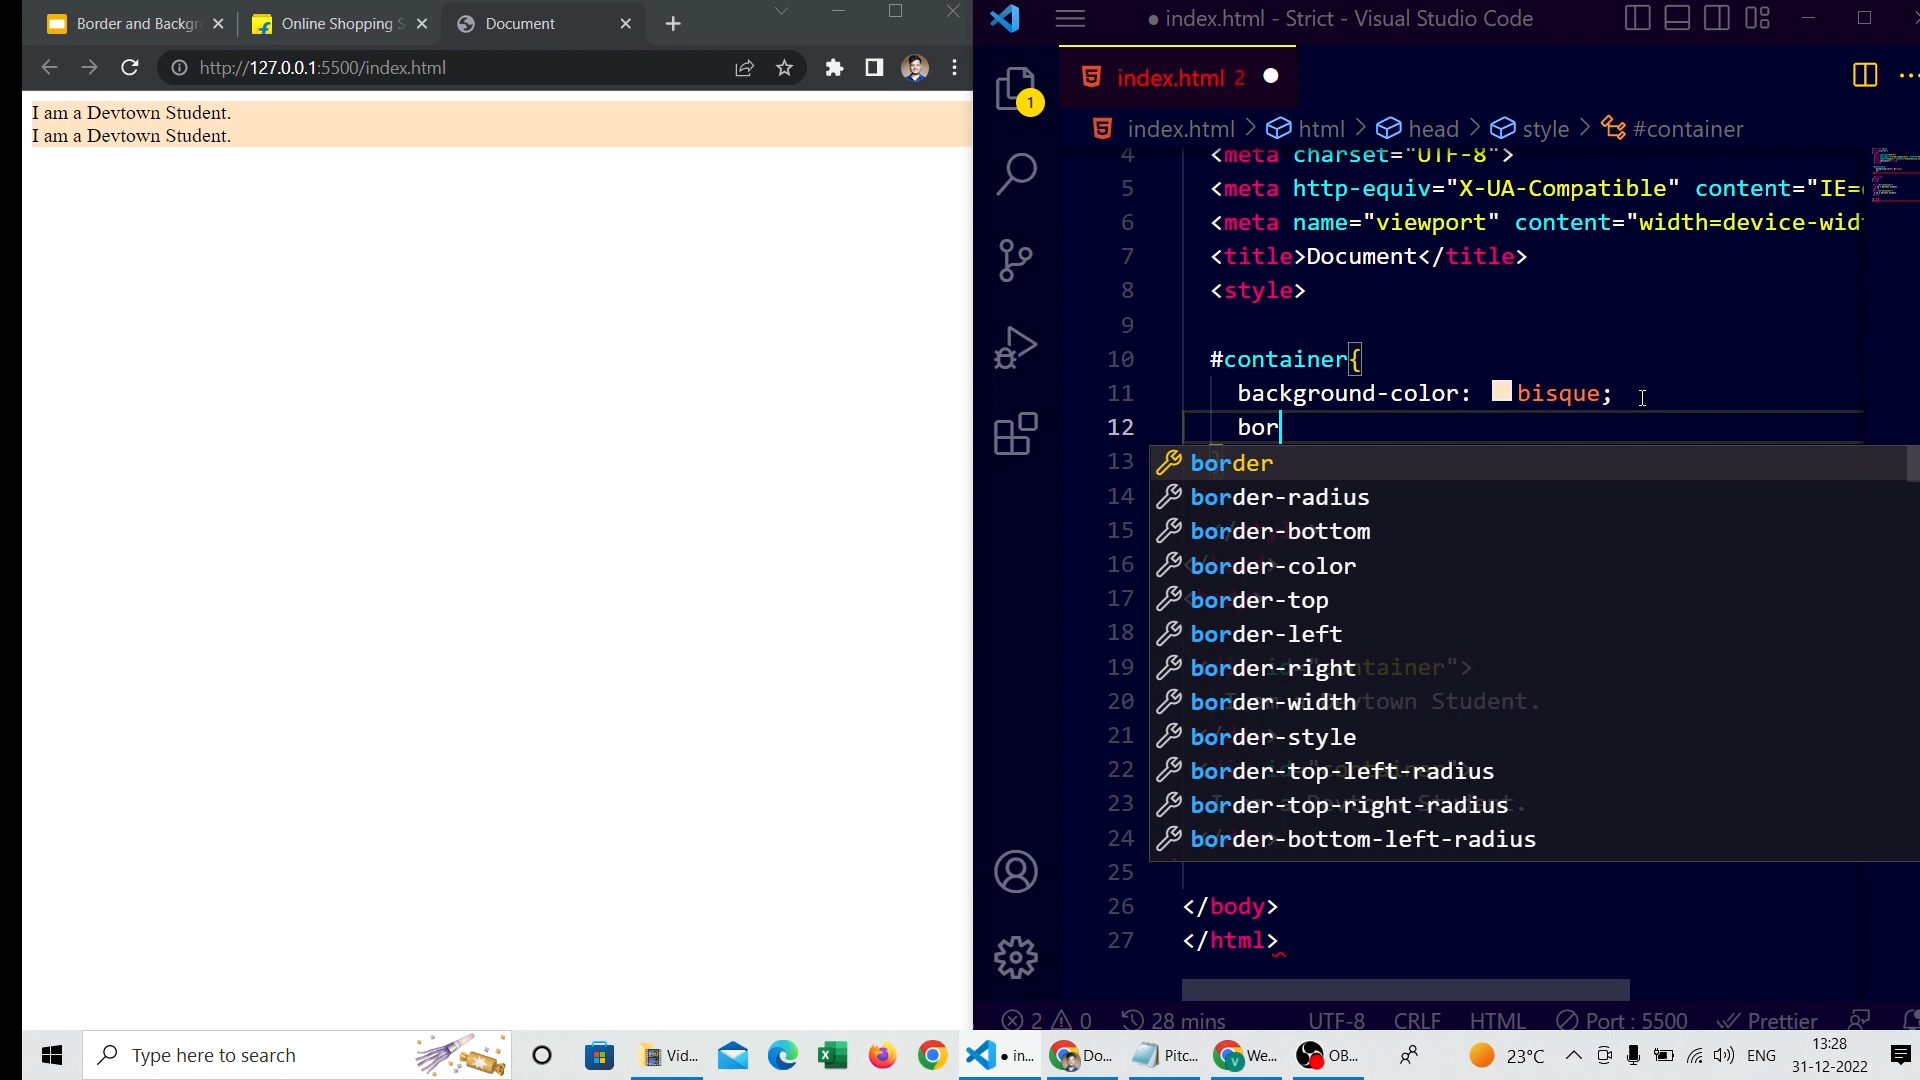 Border and Backgr
Online Shopping S
Document
http://127.0.0.1:5500/index.html
I am a Devtown Student.
I am a Devtown Student.
● index.html - Strict - Visual Studio Code
index.html 2
1
index.html > html > head > style > #container
4 <meta charset="UTF-8">
5 <meta http-equiv="X-UA-Compatible" content="IE=
6 <meta name="viewport" content="width=device-wid
7 <title>Document</title>
8 <style>
9
10 #container{
11 background-color: bisque;
12 bor
13 border
14 border-radius
15 border-bottom
16 border-color
17 border-top
18 border-left
19 border-right
20 border-width
21 border-style
22 border-top-left-radius
23 border-top-right-radius
24 border-bottom-left-radius
25
26 </body>
27 </html>
2 0 28 mins UTF-8 CRLF HTML Port : 5500 Prettier
Type here to search
Vid...
● in...
Do...
Pitc...
We...
OB...
23°C
ENG
13:28
31-12-2022